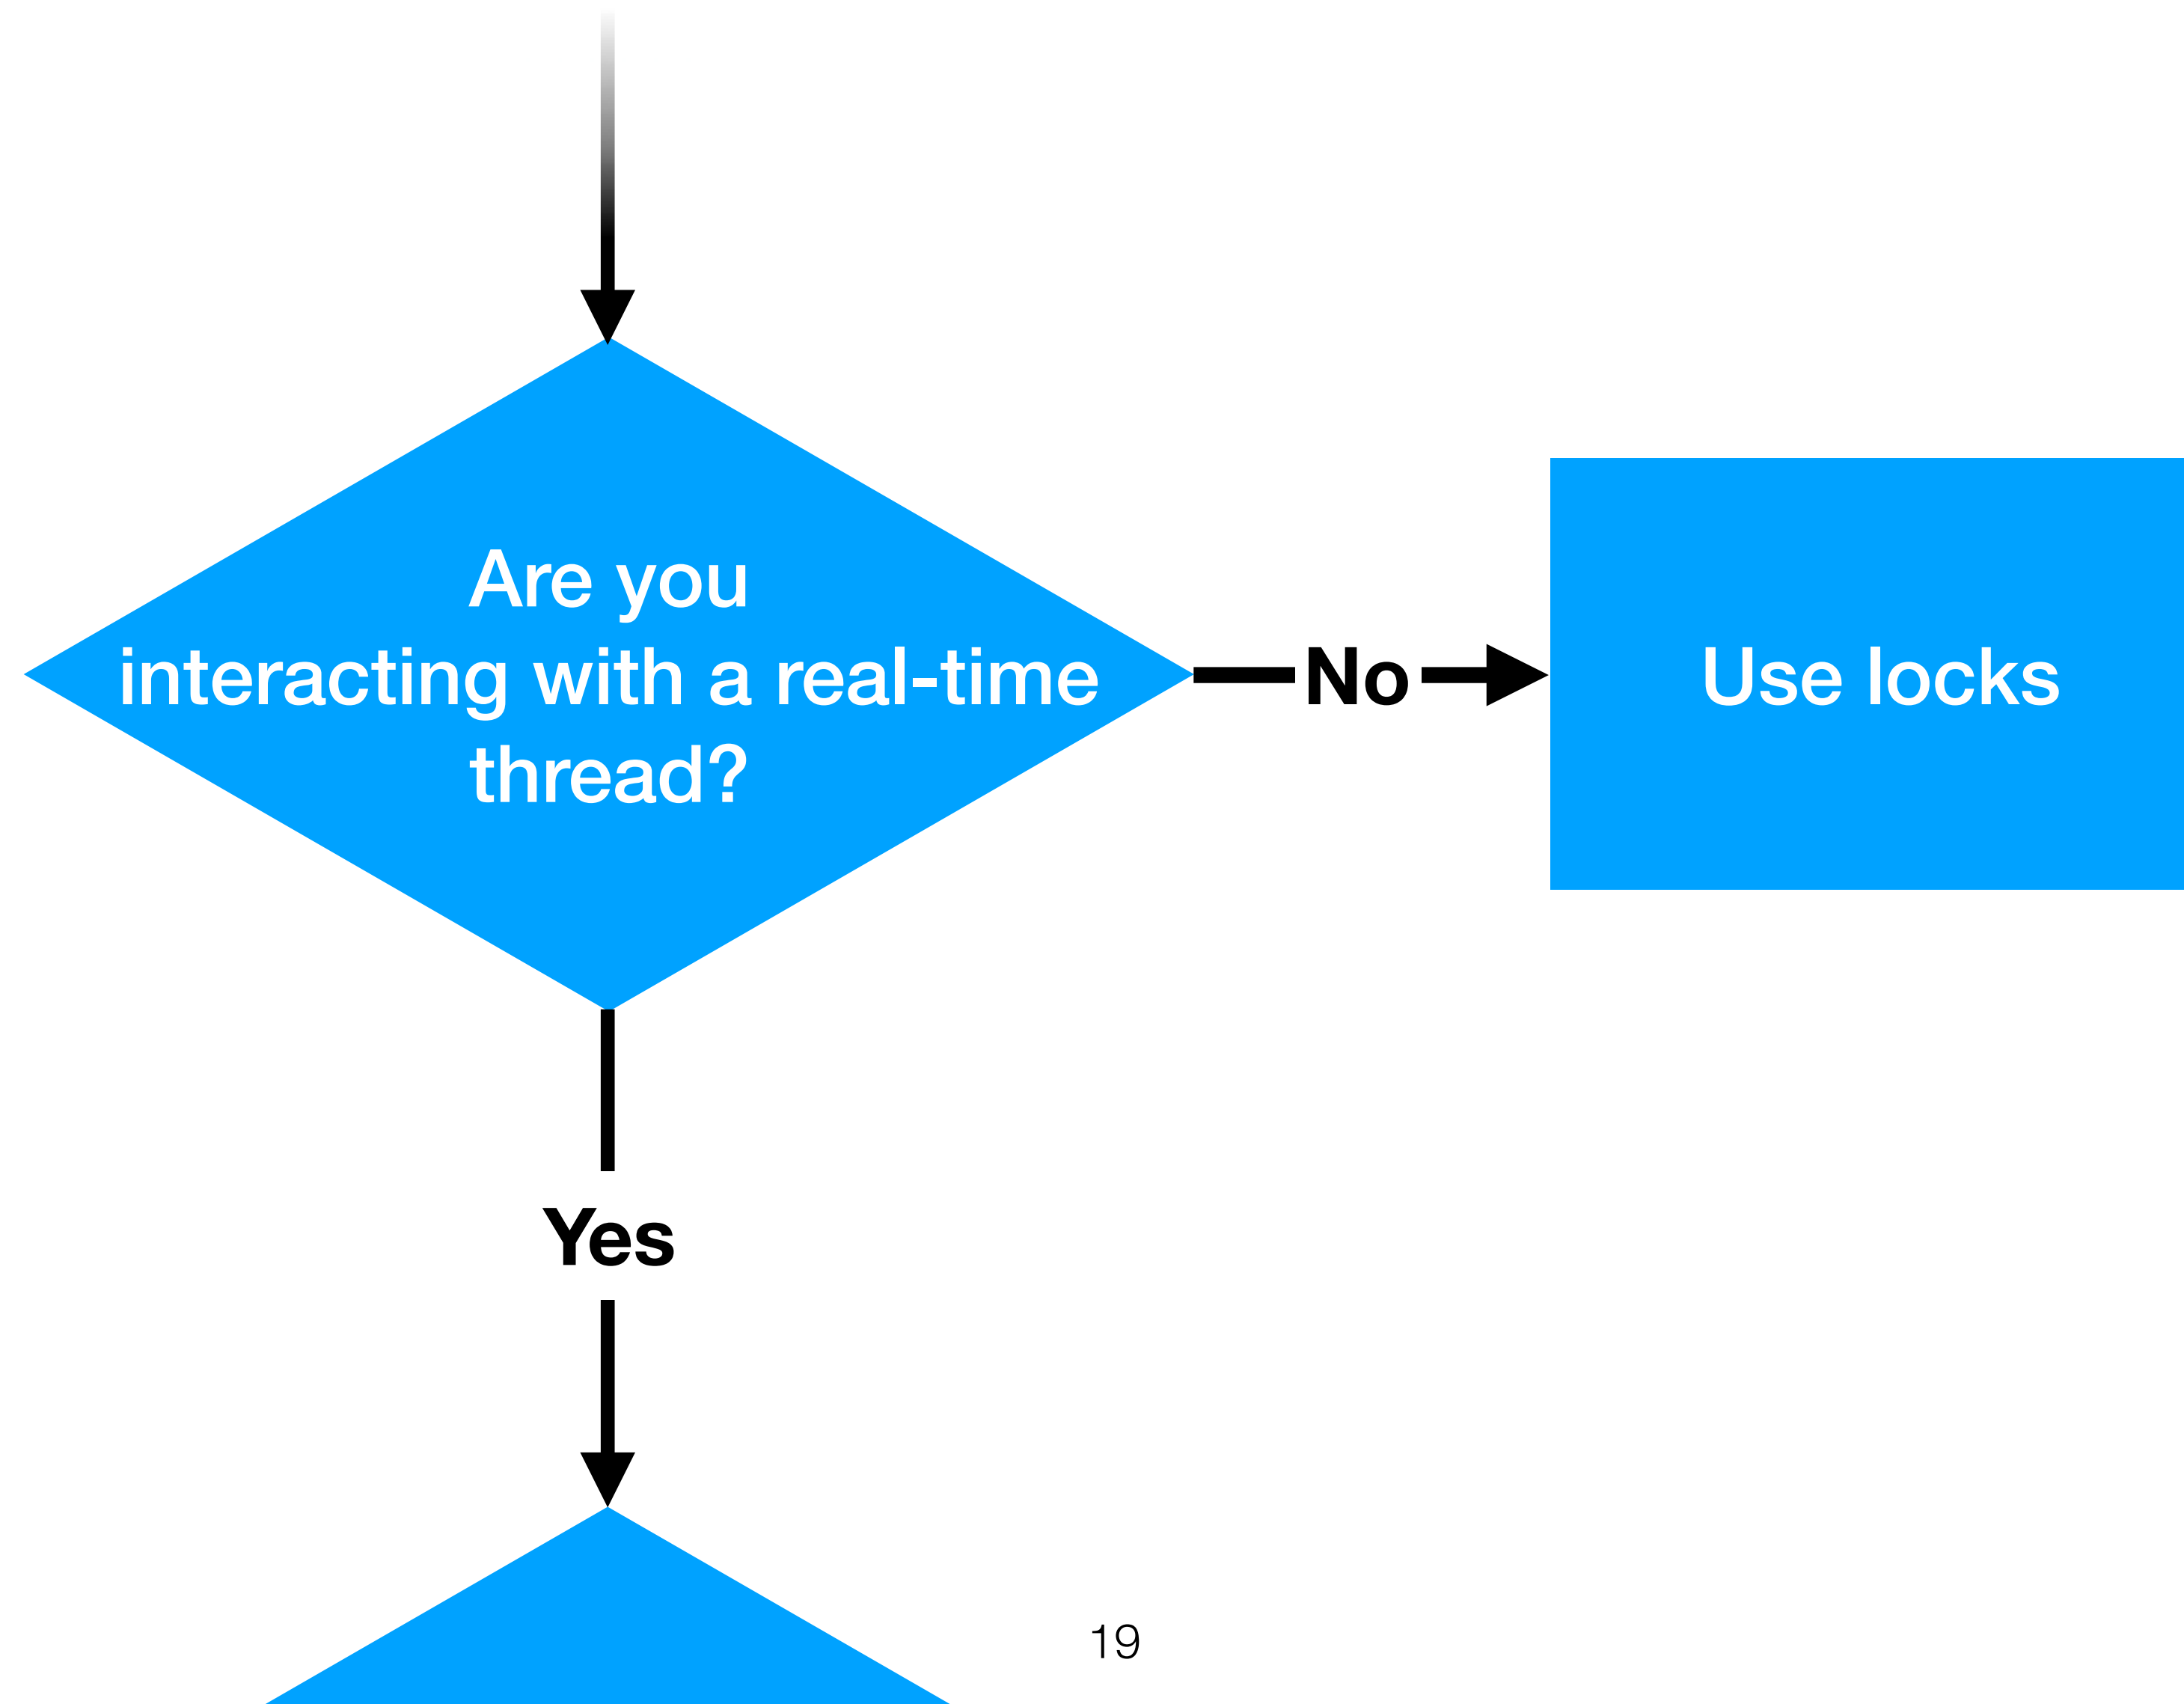 Are you
interacting with a real-time
thread?
No
Use locks
Yes
19